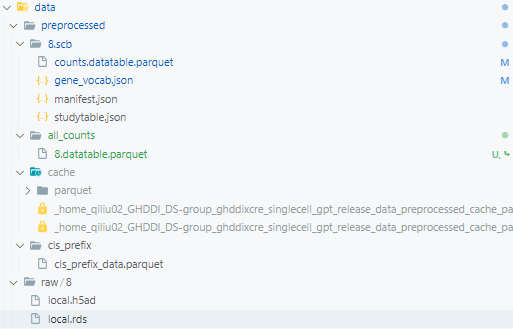 data
preprocessed
8.scb
counts.datatable.parquet M
gene_vocab.json M
manifest.json
studytable.json
all_counts
8.datatable.parquet U,
cache
parquet
_home_qiliu02_GHDDI_DS-group_ghddixcre_singlecell_gpt_release_data_preprocessed_cache_pa
_home_qiliu02_GHDDI_DS-group_ghddixcre_singlecell_gpt_release_data_preprocessed_cache_pa
cls_prefix
cls_prefix_data.parquet
raw/8
local.h5ad
local.rds